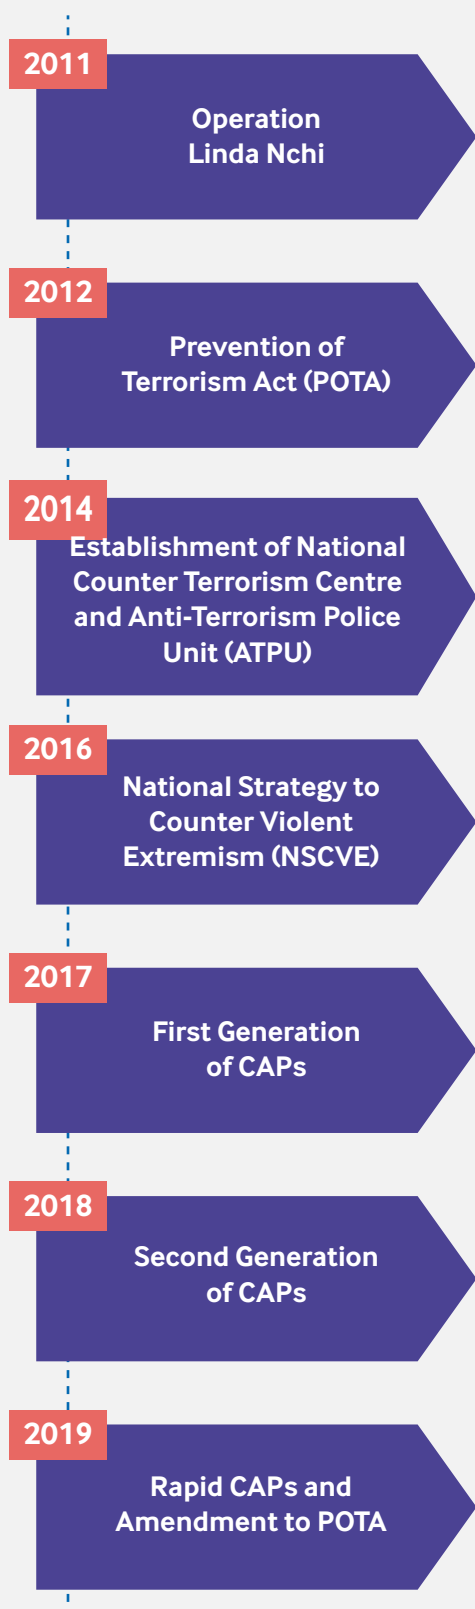 2011
Operation
Linda Nchi
2012
Prevention of
Terrorism Act (POTA)
2014
Establishment of National
Counter Terrorism Centre
and Anti-Terrorism Police
Unit (ATPU)
2016
National Strategy to
Counter Violent
Extremism (NSCVE)
2017
First Generation
of CAPs
2018
Second Generation
of CAPs
2019
Rapid CAPs and
Amendment to POTA